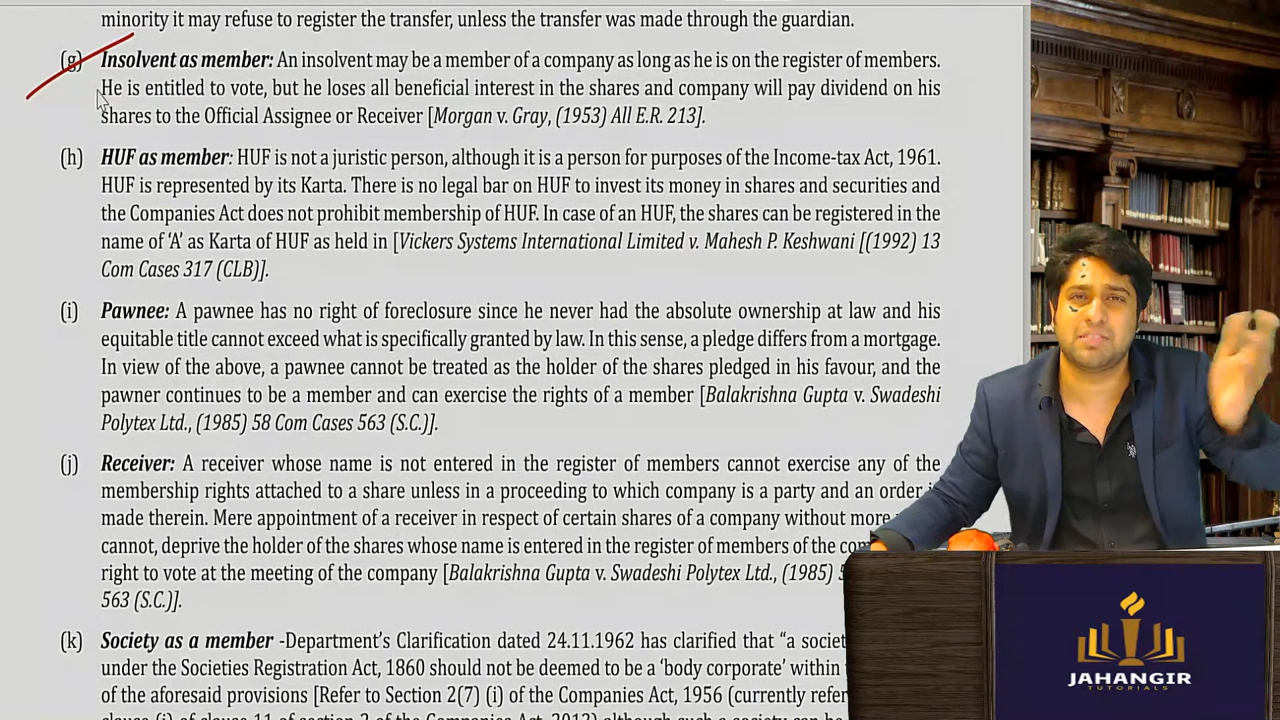 minority it may refuse to register the transfer, unless the transfer was made through the guardian.
(g) Insolvent as member: An insolvent may be a member of a company as long as he is on the register of members.
He is entitled to vote, but he loses all beneficial interest in the shares and company will pay dividend on his
shares to the Official Assignee or Receiver [Morgan v. Gray, (1953) All E.R. 213].
(h) HUF as member: HUF is not a juristic person, although it is a person for purposes of the Income-tax Act, 1961.
HUF is represented by its Karta. There is no legal bar on HUF to invest its money in shares and securities and
the Companies Act does not prohibit membership of HUF. In case of an HUF, the shares can be registered in the
name of ‘A’ as Karta of HUF as held in [Vickers Systems International Limited v. Mahesh P. Keshwani [(1992) 13
Com Cases 317 (CLB)].
(i) Pawnee: A pawnee has no right of foreclosure since he never had the absolute ownership at law and his
equitable title cannot exceed what is specifically granted by law. In this sense, a pledge differs from a mortgage.
In view of the above, a pawnee cannot be treated as the holder of the shares pledged in his favour, and the
pawner continues to be a member and can exercise the rights of a member [Balakrishna Gupta v. Swadeshi
Polytex Ltd., (1985) 58 Com Cases 563 (S.C.)].
(j) Receiver: A receiver whose name is not entered in the register of members cannot exercise any of the
membership rights attached to a share unless in a proceeding to which company is a party and an order
made therein. Mere appointment of a receiver in respect of certain shares of a company without more
cannot, deprive the holder of the shares whose name is entered in the register of members of the
right to vote at the meeting of the company [Balakrishna Gupta v. Swadeshi Polytex Ltd., (1985)
563 (S.C.)].
(k) Society as a member -Department’s Clarification dated 24.11.1962 has clarified that “a
under the Societies Registration Act, 1860 should not be deemed to be a ‘body corporate’ within
of the aforesaid provisions [Refer to Section 2(7) (i) of the Companies Act, 1956 (currently
JAHANGIR
TUTORIALS